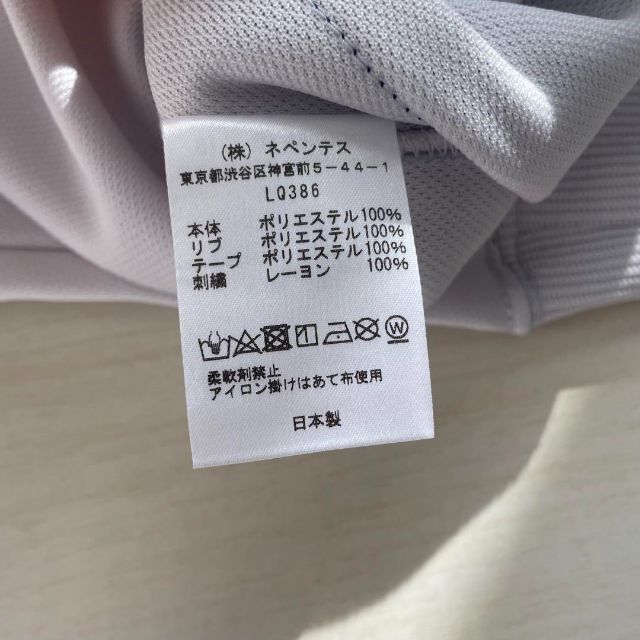 （株）ネペンテス
東京都渋谷区神宮前5-44-1
LQ386
本体 ポリエステル100%
リブ ポリエステル100%
テープ ポリエステル100%
刺繍 レーヨン 100%
W
柔軟剤禁止
アイロン掛けはあて布使用
日本製